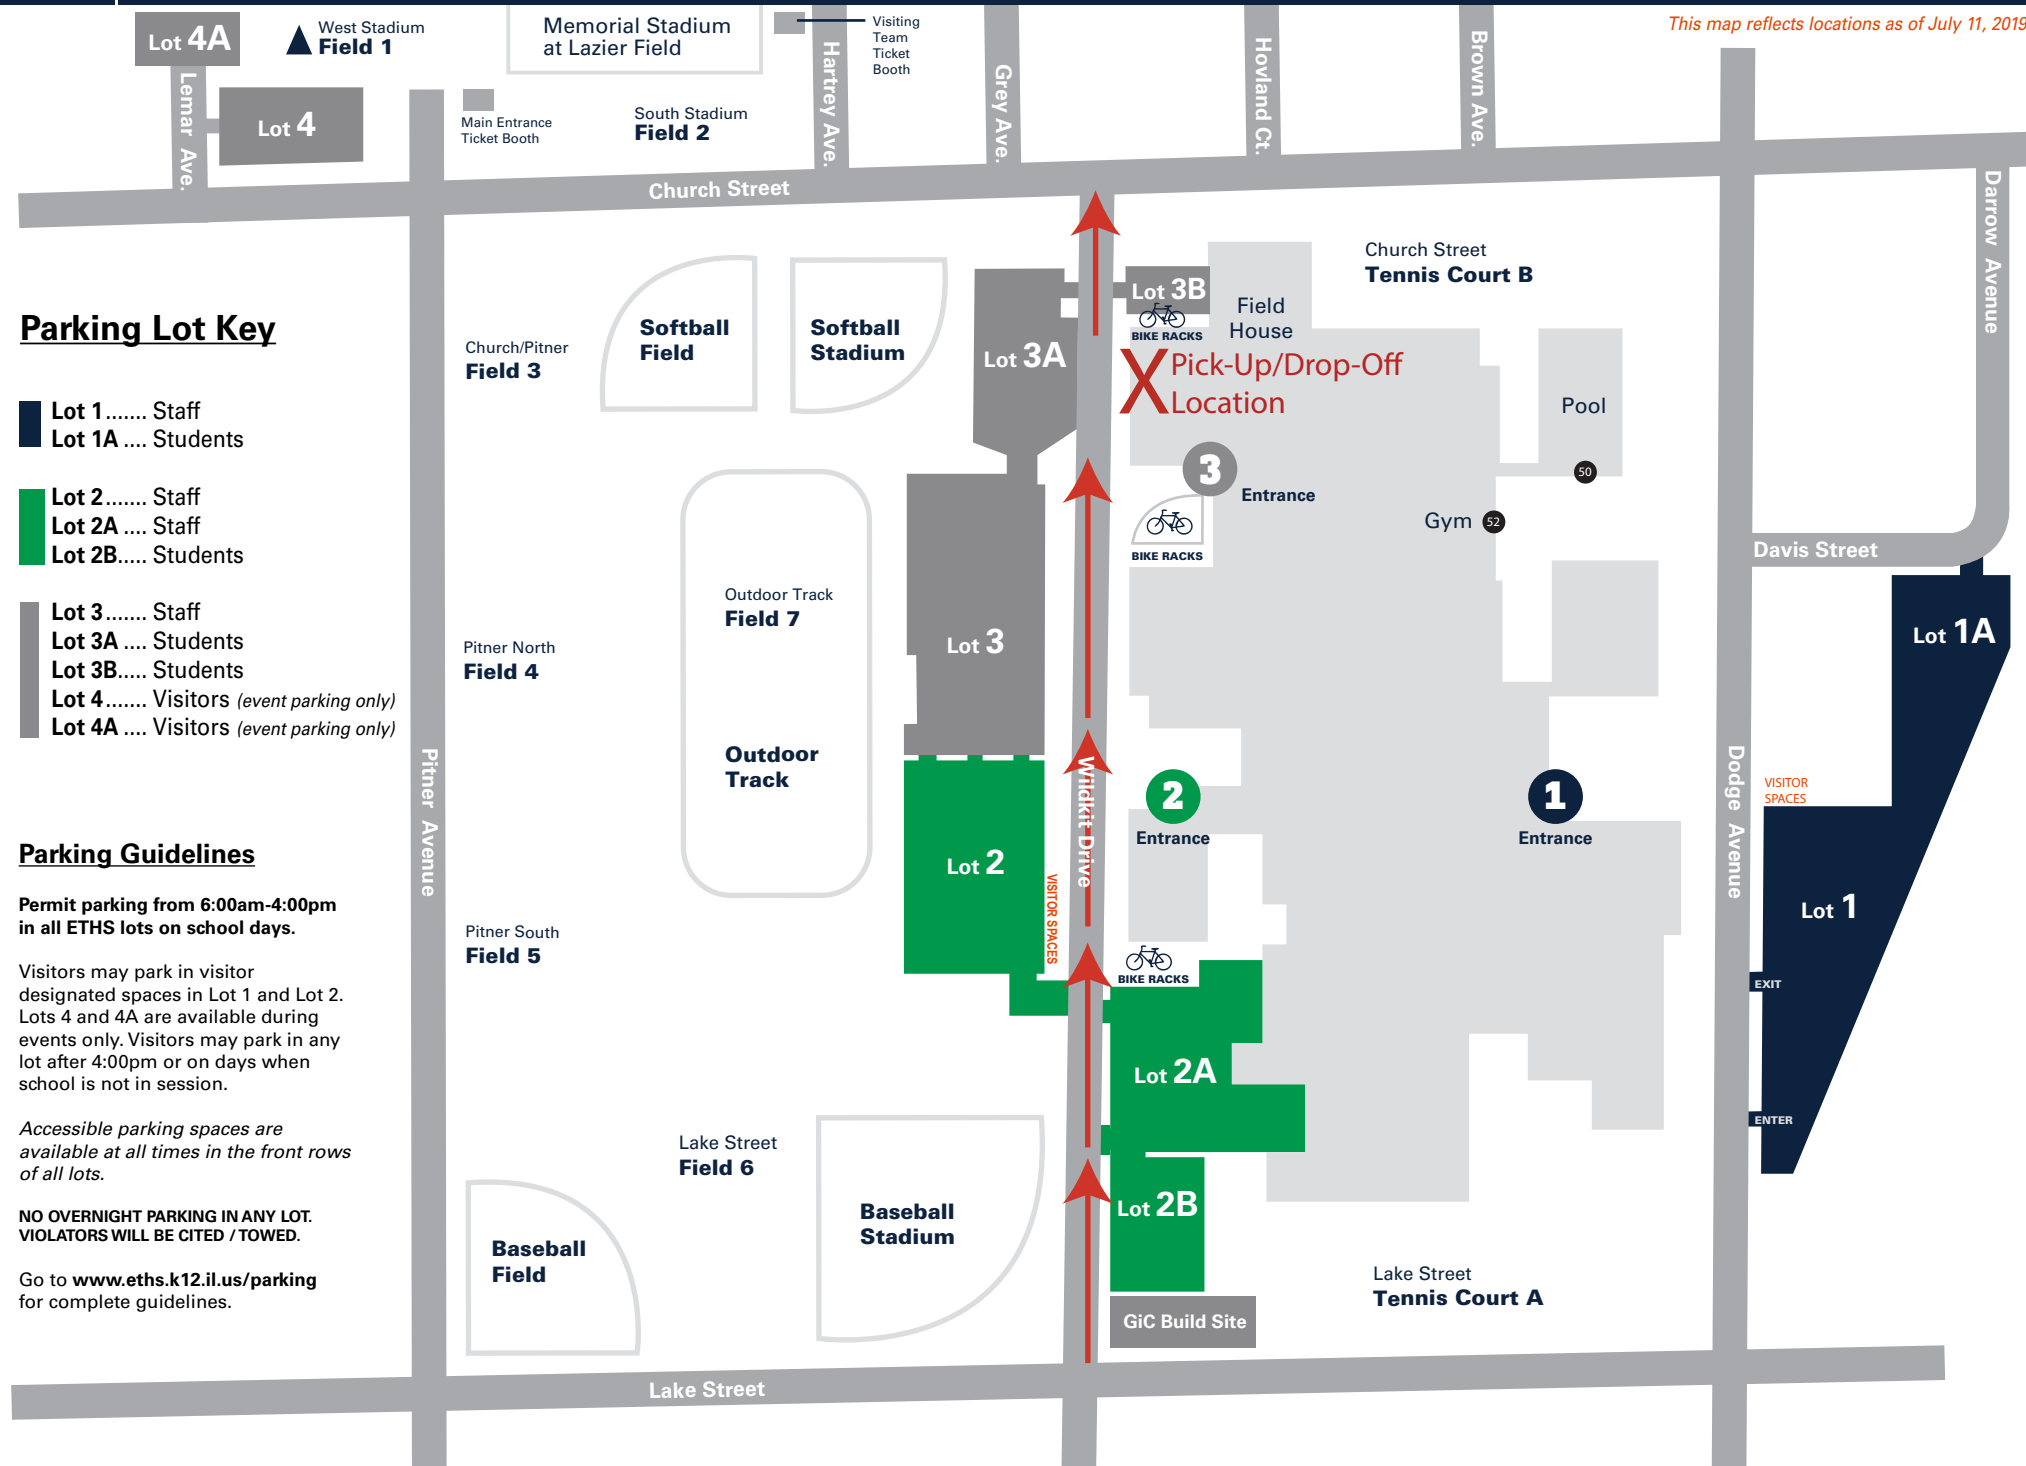 This map reflects locations as of July 11, 2019
Lot 4A
West Stadium
Field 1
Memorial Stadium
at Lazier Field
Visiting
Team
Ticket
Booth
Hartrey Ave.
Grey Ave.
Hovland Ct.
Brown Ave.
Lemar Ave.
Lot 4
Main Entrance
Ticket Booth
South Stadium
Field 2
Church Street
Darrow Avenue
Parking Lot Key
Lot 1....... Staff
Lot 1A .... Students
Lot 2....... Staff
Lot 2A .... Staff
Lot 2B..... Students
Lot 3....... Staff
Lot 3A .... Students
Lot 3B..... Students
Lot 4....... Visitors (event parking only)
Lot 4A .... Visitors (event parking only)
Parking Guidelines
Permit parking from 6:00am-4:00pm
in all ETHS lots on school days.
Visitors may park in visitor
designated spaces in Lot 1 and Lot 2.
Lots 4 and 4A are available during
events only. Visitors may park in any
lot after 4:00pm or on days when
school is not in session.
Accessible parking spaces are
available at all times in the front rows
of all lots.
NO OVERNIGHT PARKING IN ANY LOT.
VIOLATORS WILL BE CITED / TOWED.
Go to www.eths.k12.il.us/parking
for complete guidelines.
Pitner Avenue
Church/Pitner
Field 3
Softball
Field
Softball
Stadium
Lot 3A
Lot 3B
BIKE RACKS
Field
House
Church Street
Tennis Court B
X Pick-Up/Drop-Off
Location
Pool
50
3
Entrance
Gym 52
BIKE RACKS
Davis Street
Outdoor Track
Field 7
Lot 3
Lot 1A
Pitner North
Field 4
Outdoor
Track
Wildkit Drive
2
Entrance
1
Entrance
Dodge Avenue
VISITOR
SPACES
Lot 2
VISITOR SPACES
Lot 1
Pitner South
Field 5
BIKE RACKS
EXIT
Lot 2A
ENTER
Lake Street
Field 6
Baseball
Stadium
Lot 2B
Baseball
Field
Lake Street
Tennis Court A
GiC Build Site
Lake Street